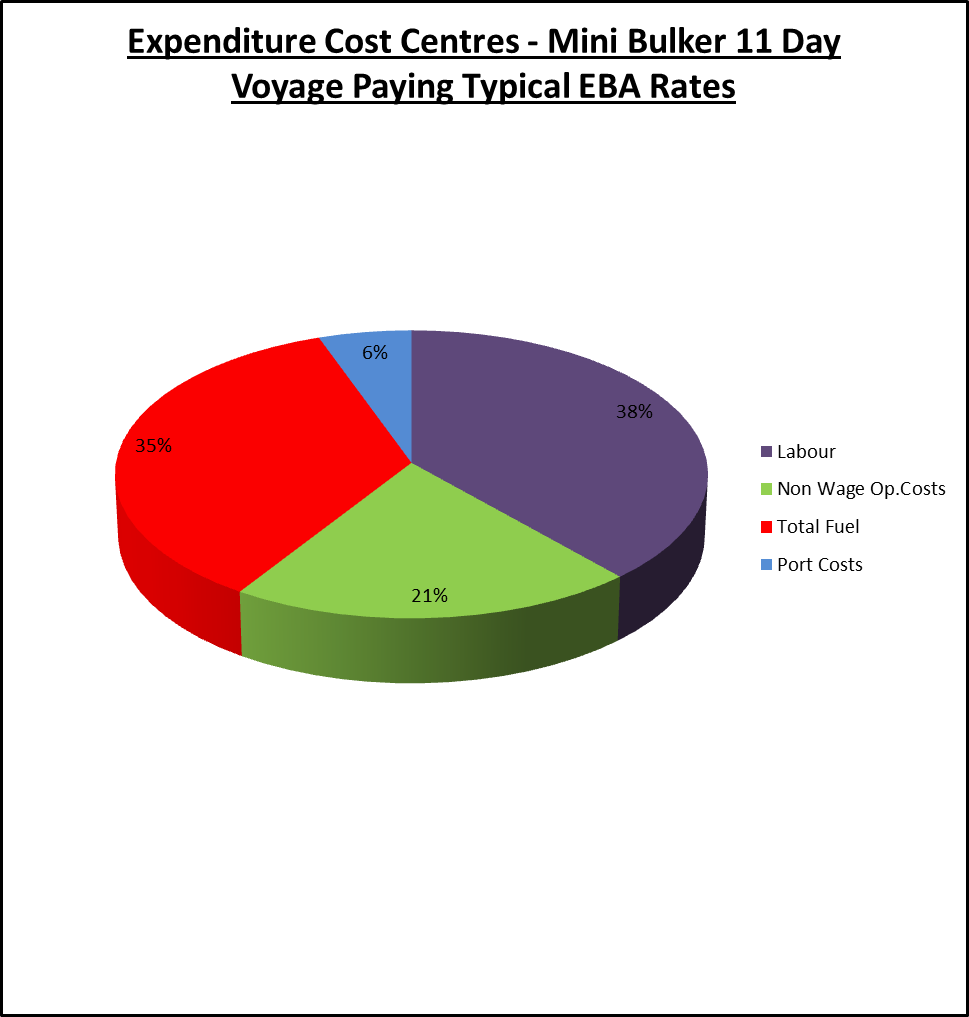 Expenditure Cost Centres - Mini Bulker 11 Day
Voyage Paying Typical EBA Rates
6%
38%
35%
21%
Labour
Non Wage Op.Costs
Total Fuel
Port Costs